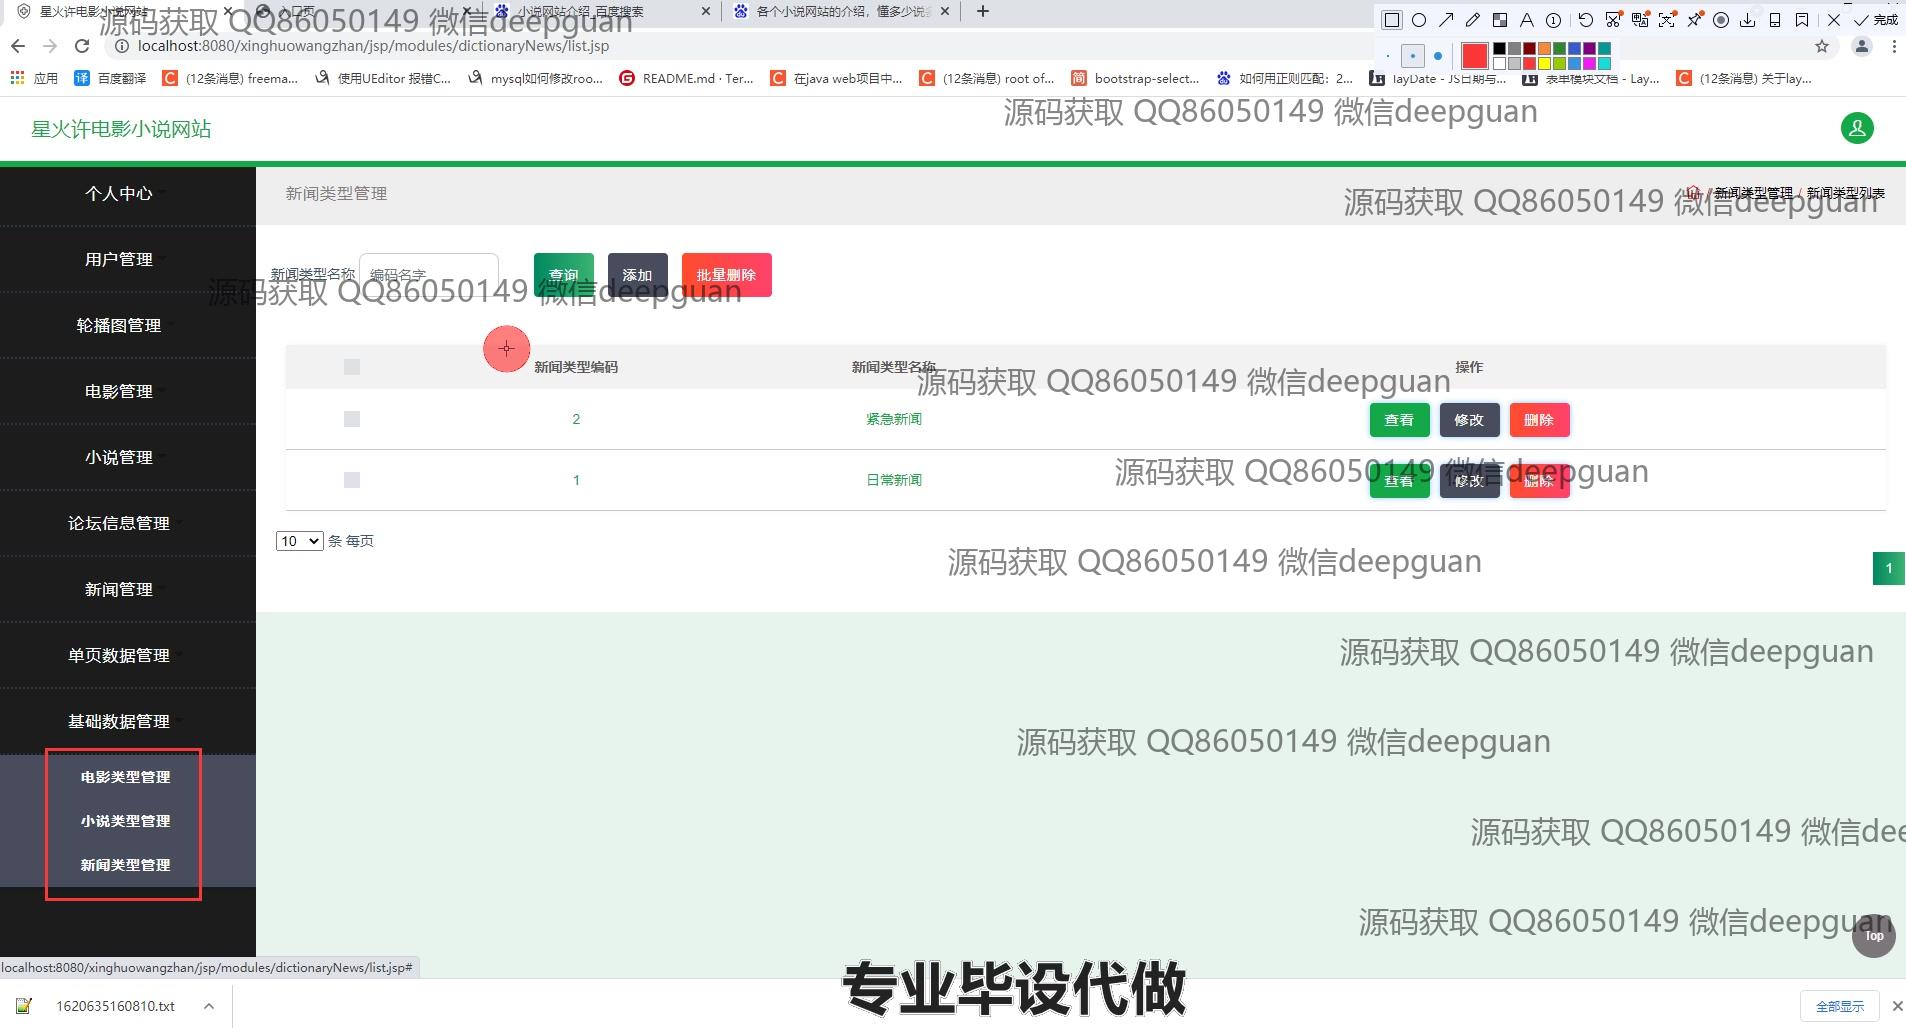 星火许电影小说网站
入口页
小说网站介绍_百度搜索
各个小说网站的介绍，懂多少说多
完成
源码获取 QQ86050149 微信deepguan
localhost:8080/xinghuowangzhan/jsp/modules/dictionaryNews/list.jsp
应用
百度翻译
(12条消息) freema...
使用UEditor 报错C...
mysql如何修改roo...
README.md · Ter...
在java web项目中...
(12条消息) root of...
bootstrap-select...
如何用正则匹配：2...
layDate - JS日期与...
表单模块文档 - Lay...
(12条消息) 关于lay...
源码获取 QQ86050149 微信deepguan
星火许电影小说网站
个人中心
新闻类型管理
/ 新闻类型管理 / 新闻类型列表
源码获取 QQ86050149 微信deepguan
用户管理
新闻类型名称
编码名字
查询
添加
批量删除
源码获取 QQ86050149 微信deepguan
轮播图管理
新闻类型编码
新闻类型名称
操作
源码获取 QQ86050149 微信deepguan
电影管理
2
紧急新闻
查看
修改
删除
小说管理
源码获取 QQ86050149 微信deepguan
1
日常新闻
查看
修改
删除
论坛信息管理
10
条 每页
源码获取 QQ86050149 微信deepguan
1
新闻管理
单页数据管理
源码获取 QQ86050149 微信deepguan
基础数据管理
源码获取 QQ86050149 微信deepguan
电影类型管理
小说类型管理
源码获取 QQ86050149 微信dee
新闻类型管理
源码获取 QQ86050149 微信deepguan
Top
localhost:8080/xinghuowangzhan/jsp/modules/dictionaryNews/list.jsp#
专业毕设代做
1620635160810.txt
全部显示